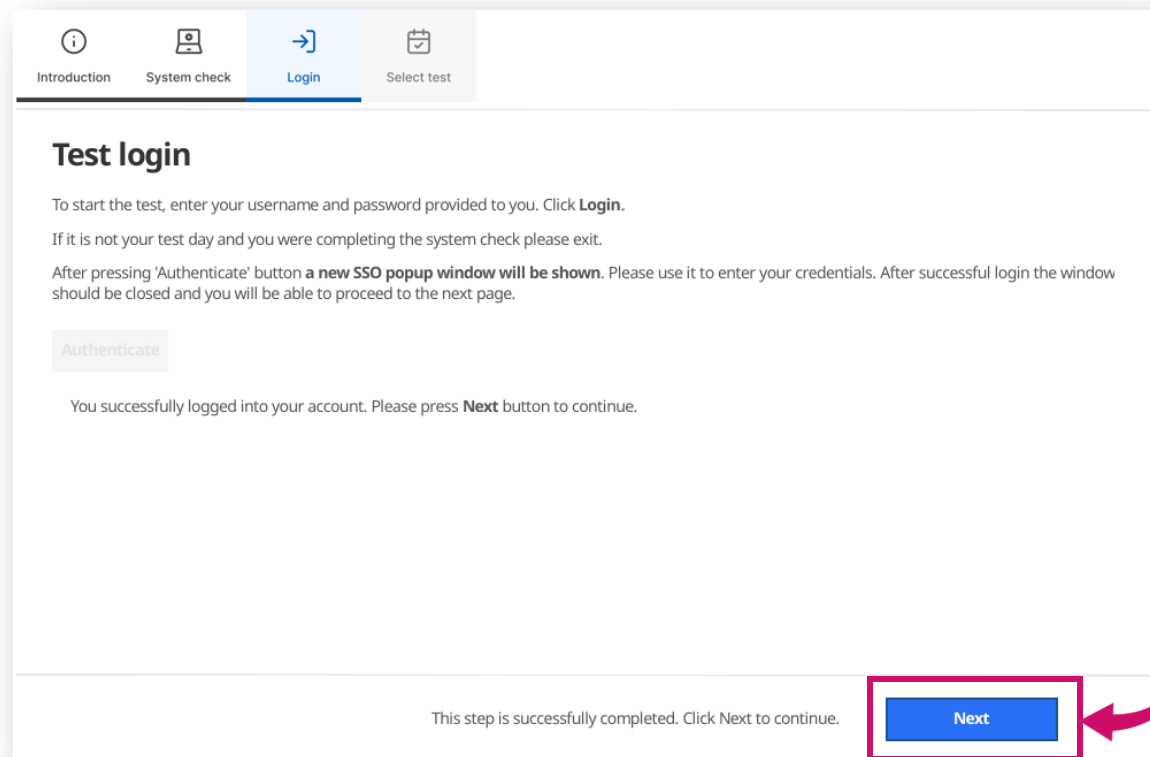 Introduction
System check
Login
Select test
Test login
To start the test, enter your username and password provided to you. Click Login.
If it is not your test day and you were completing the system check please exit.
After pressing 'Authenticate' button a new SSO popup window will be shown. Please use it to enter your credentials. After successful login the window
should be closed and you will be able to proceed to the next page.
Authenticate
You successfully logged into your account. Please press Next button to continue.
This step is successfully completed. Click Next to continue.
Next